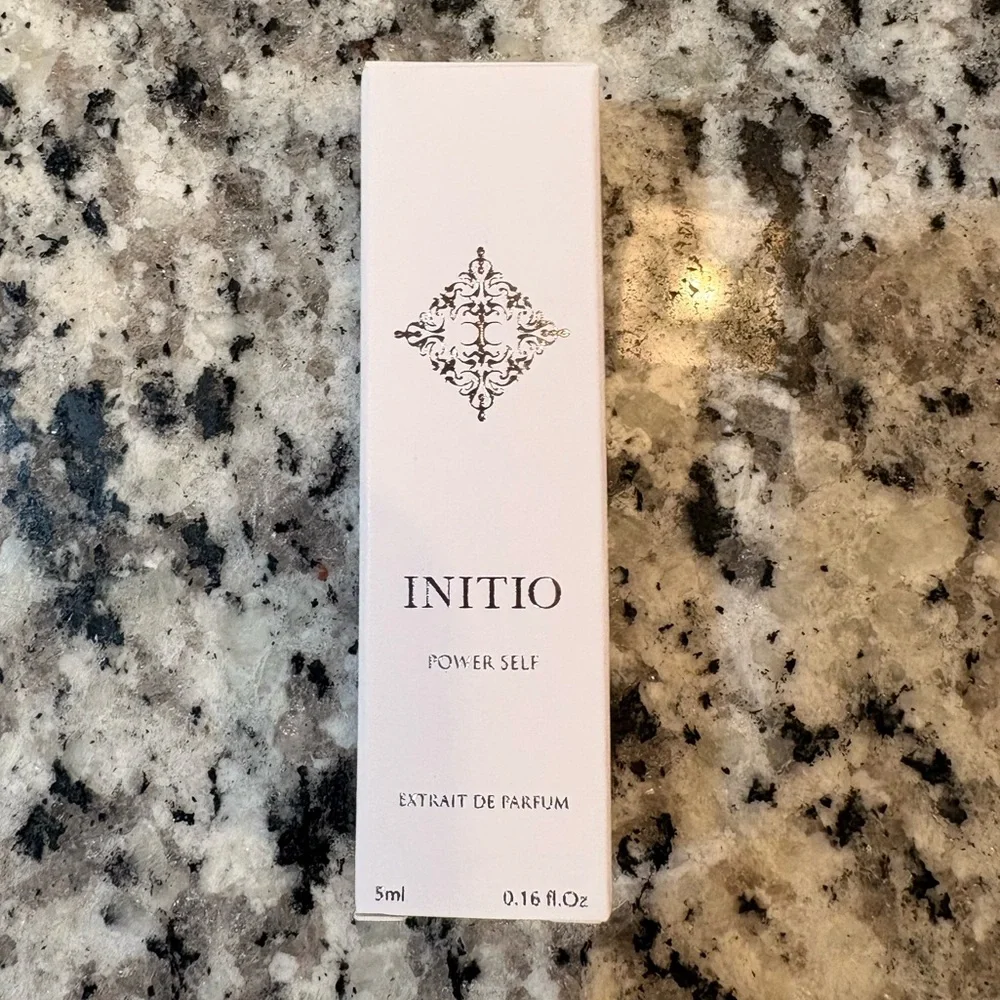 INITIO
POWER SELF
EXTRAIT DE PARFUM
5ml 0.16 fl.Oz